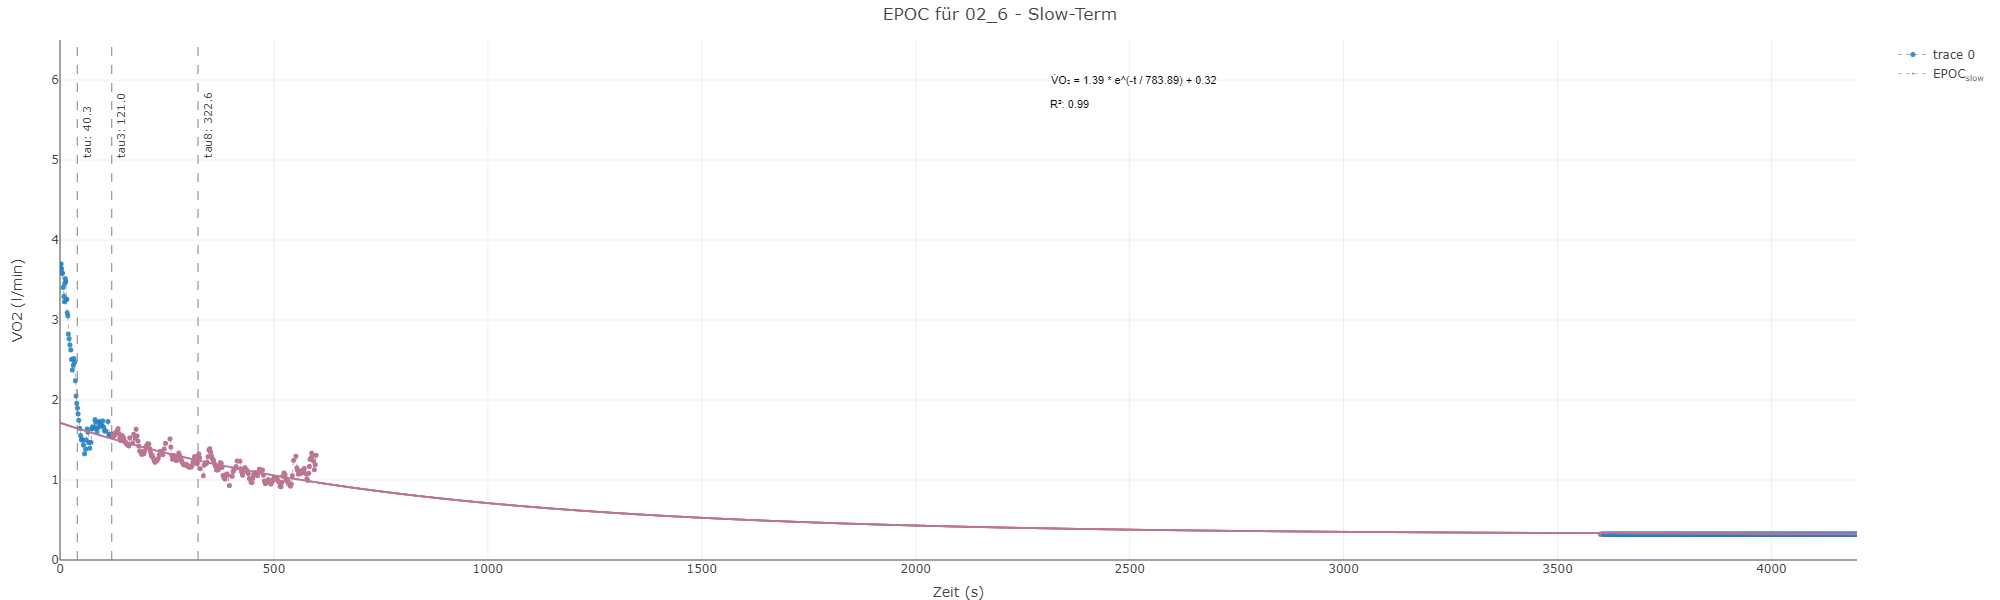 EPOC für 02_6 - Slow-Term
trace 0
EPOCslow
V̇O₂ = 1.39 * e^(-t / 783.89) + 0.32
R²: 0.99
tau: 40.3
tau3: 121.0
tau8: 322.6
VO2 (l/min)
6
5
4
3
2
1
0
0 500 1000 1500 2000 2500 3000 3500 4000
Zeit (s)